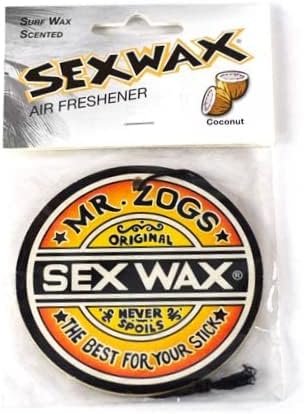 SURF WAX
SCENTED
SEXWAX
AIR FRESHENER
Coconut
MR. ZOGS
ORIGINAL
SEX WAX®
NEVER
SPOILS
THE BEST FOR YOUR STICK